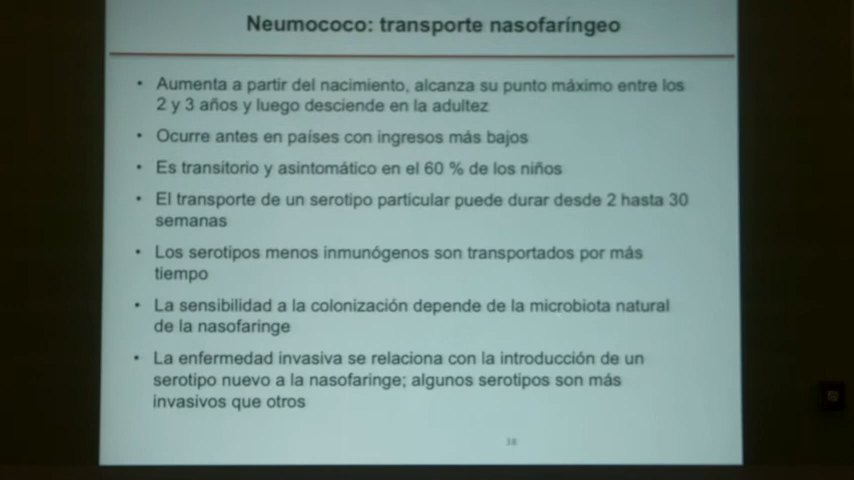 Neumococo: transporte nasofaríngeo
• Aumenta a partir del nacimiento, alcanza su punto máximo entre los
2 y 3 años y luego desciende en la adultez
• Ocurre antes en países con ingresos más bajos
• Es transitorio y asintomático en el 60 % de los niños
• El transporte de un serotipo particular puede durar desde 2 hasta 30
semanas
• Los serotipos menos inmunógenos son transportados por más
tiempo
• La sensibilidad a la colonización depende de la microbiota natural
de la nasofaringe
• La enfermedad invasiva se relaciona con la introducción de un
serotipo nuevo a la nasofaringe; algunos serotipos son más
invasivos que otros
38